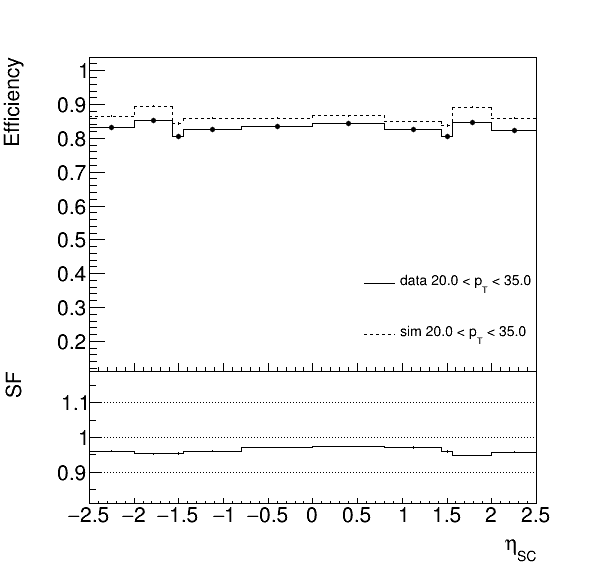 Efficiency
1
0.9
0.8
0.7
0.6
0.5
0.4
0.3
0.2
data 20.0 < p_T < 35.0
sim 20.0 < p_T < 35.0
SF
1.1
1
0.9
−2.5 −2 −1.5 −1 −0.5 0 0.5 1 1.5 2 2.5
η_SC